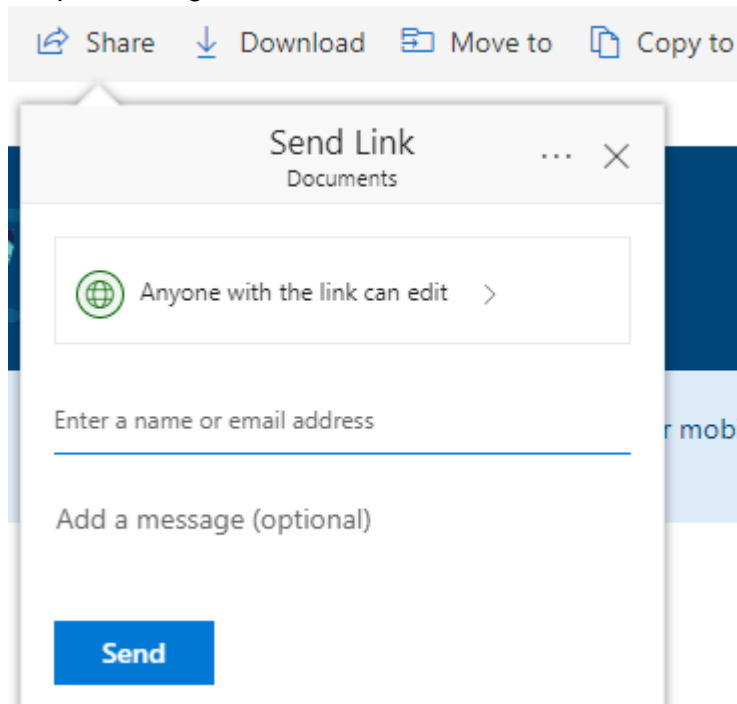 Share Download Move to Copy to
Send Link
Documents
Anyone with the link can edit
Enter a name or email address
r mob
Add a message (optional)
Send